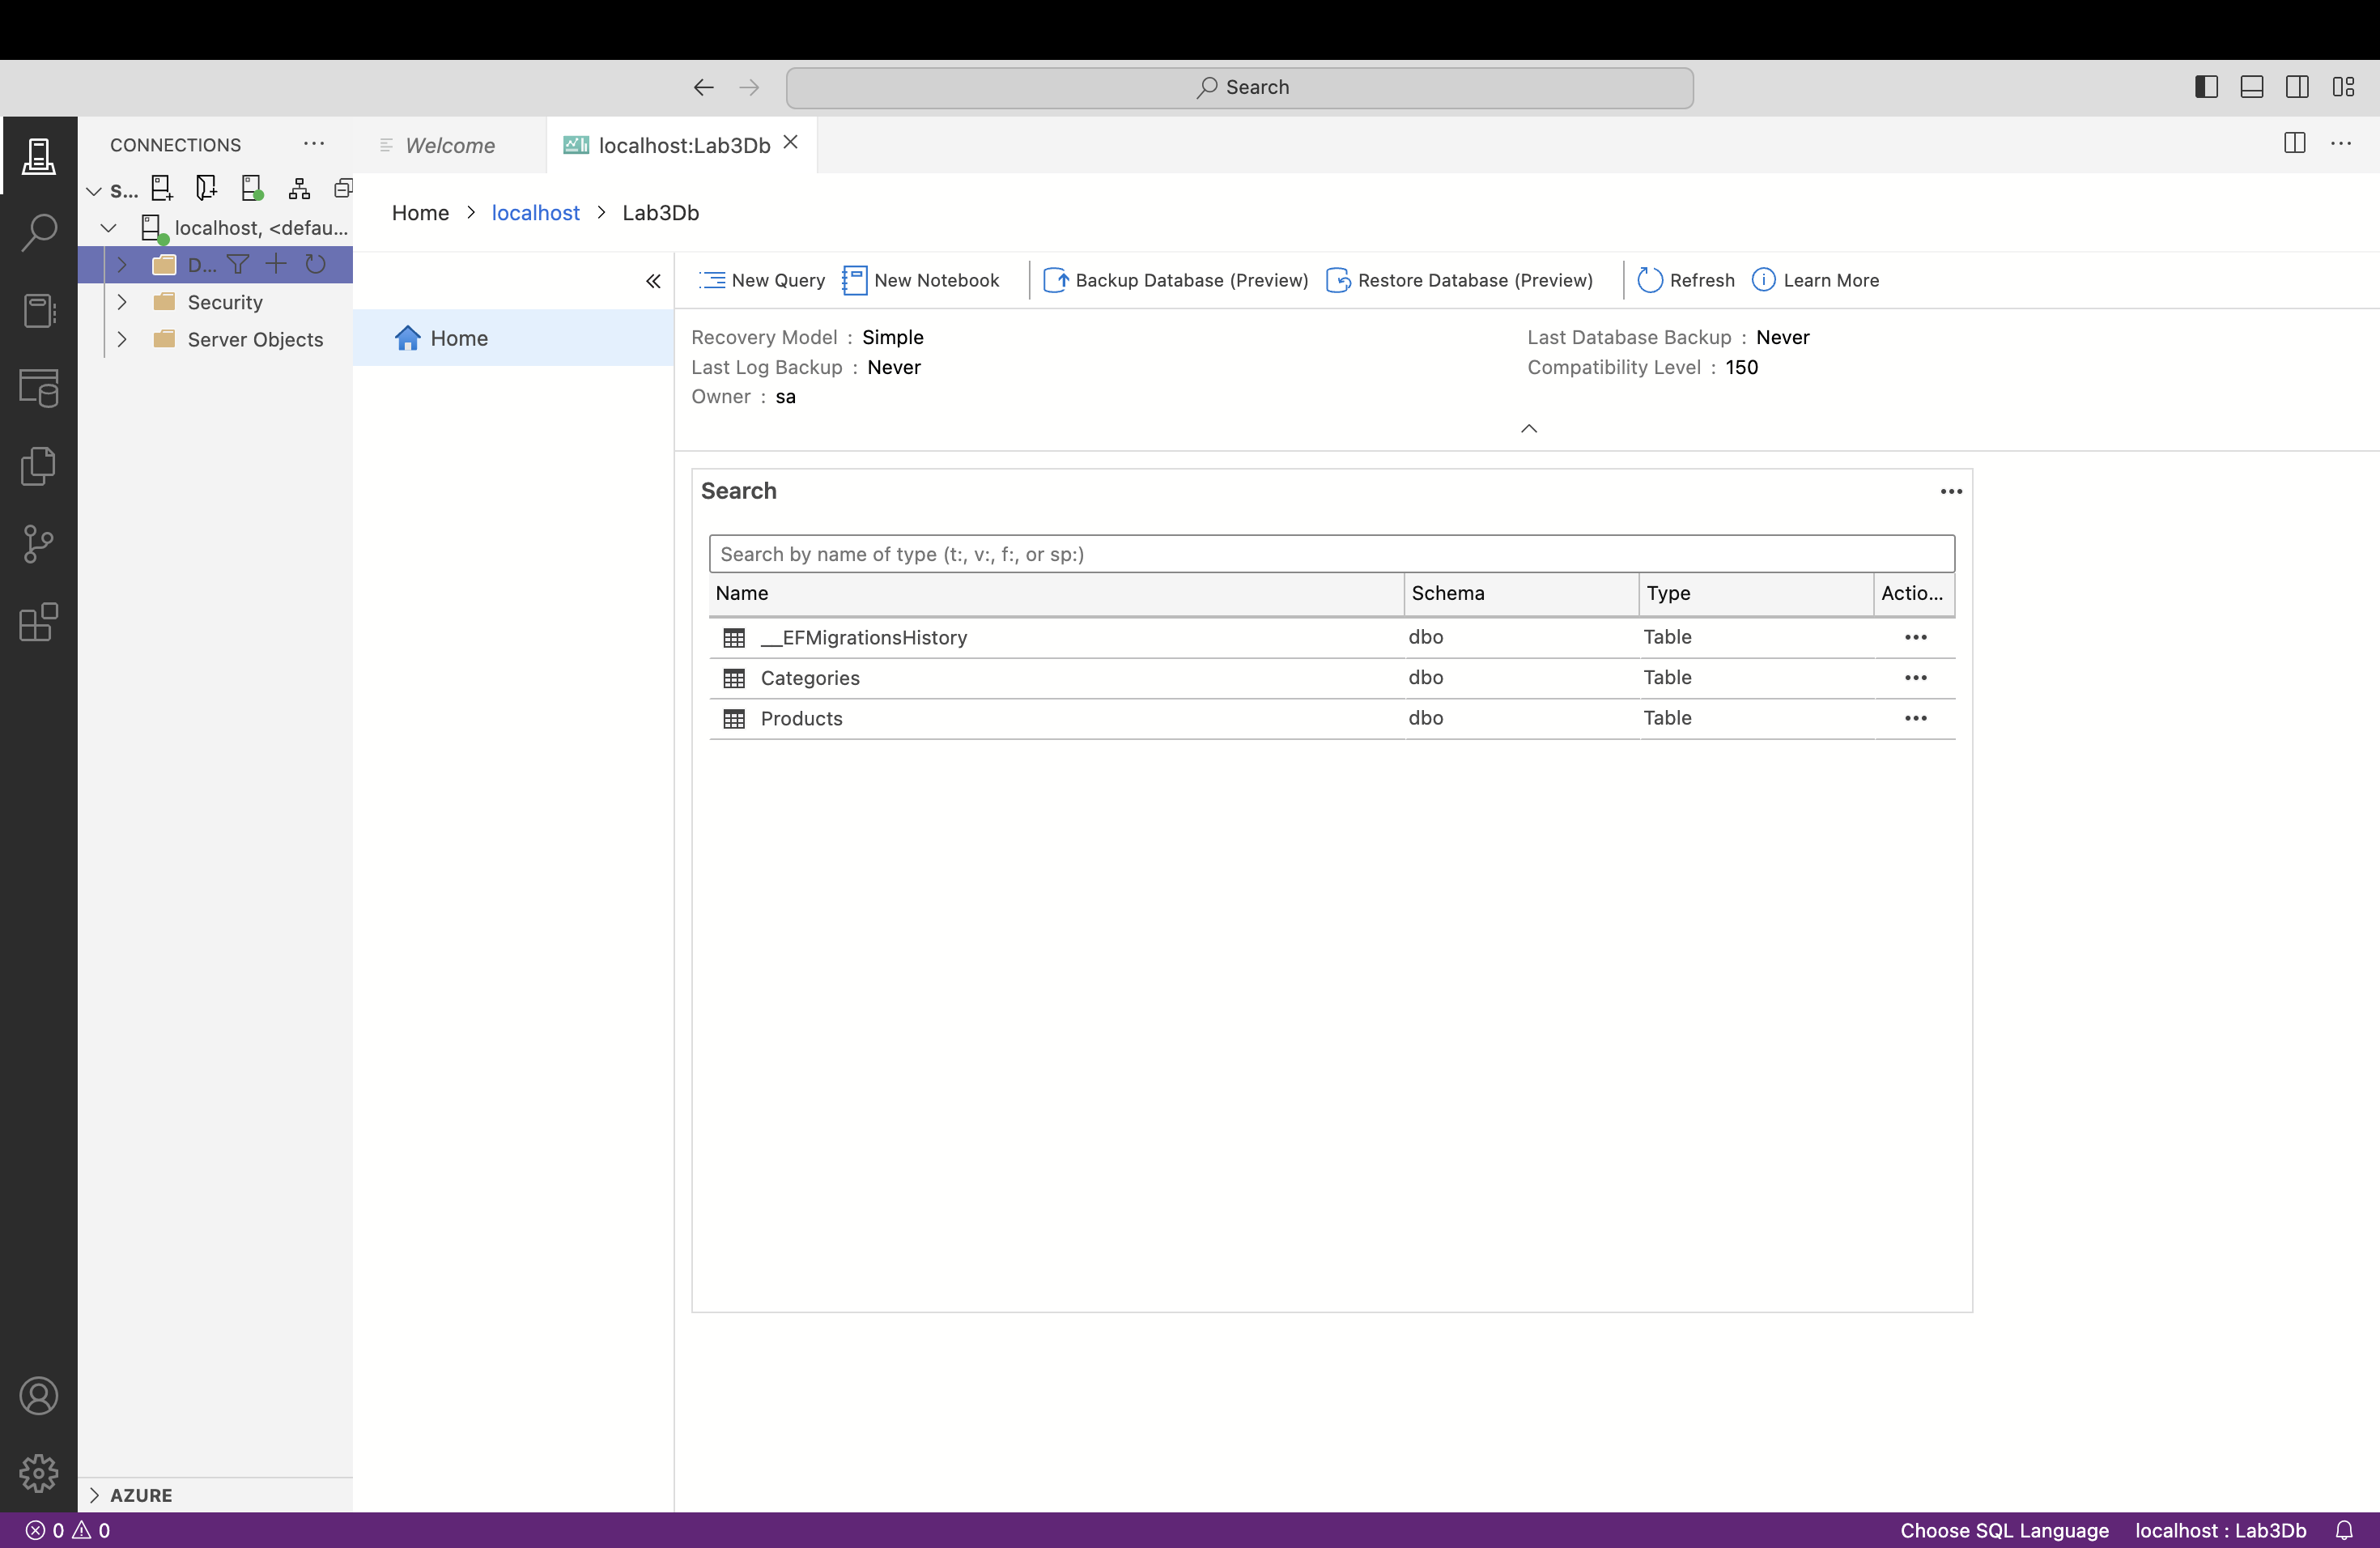 Search
CONNECTIONS
Welcome
localhost:Lab3Db
S...
localhost, <defau...
D...
Security
Server Objects
Home > localhost > Lab3Db
Home
New Query
New Notebook
Backup Database (Preview)
Restore Database (Preview)
Refresh
Learn More
Recovery Model : Simple
Last Database Backup : Never
Last Log Backup : Never
Compatibility Level : 150
Owner : sa
Search
Search by name of type (t:, v:, f:, or sp:)
Name Schema Type Actio...
__EFMigrationsHistory dbo Table
Categories dbo Table
Products dbo Table
AZURE
0 0
Choose SQL Language
localhost : Lab3Db